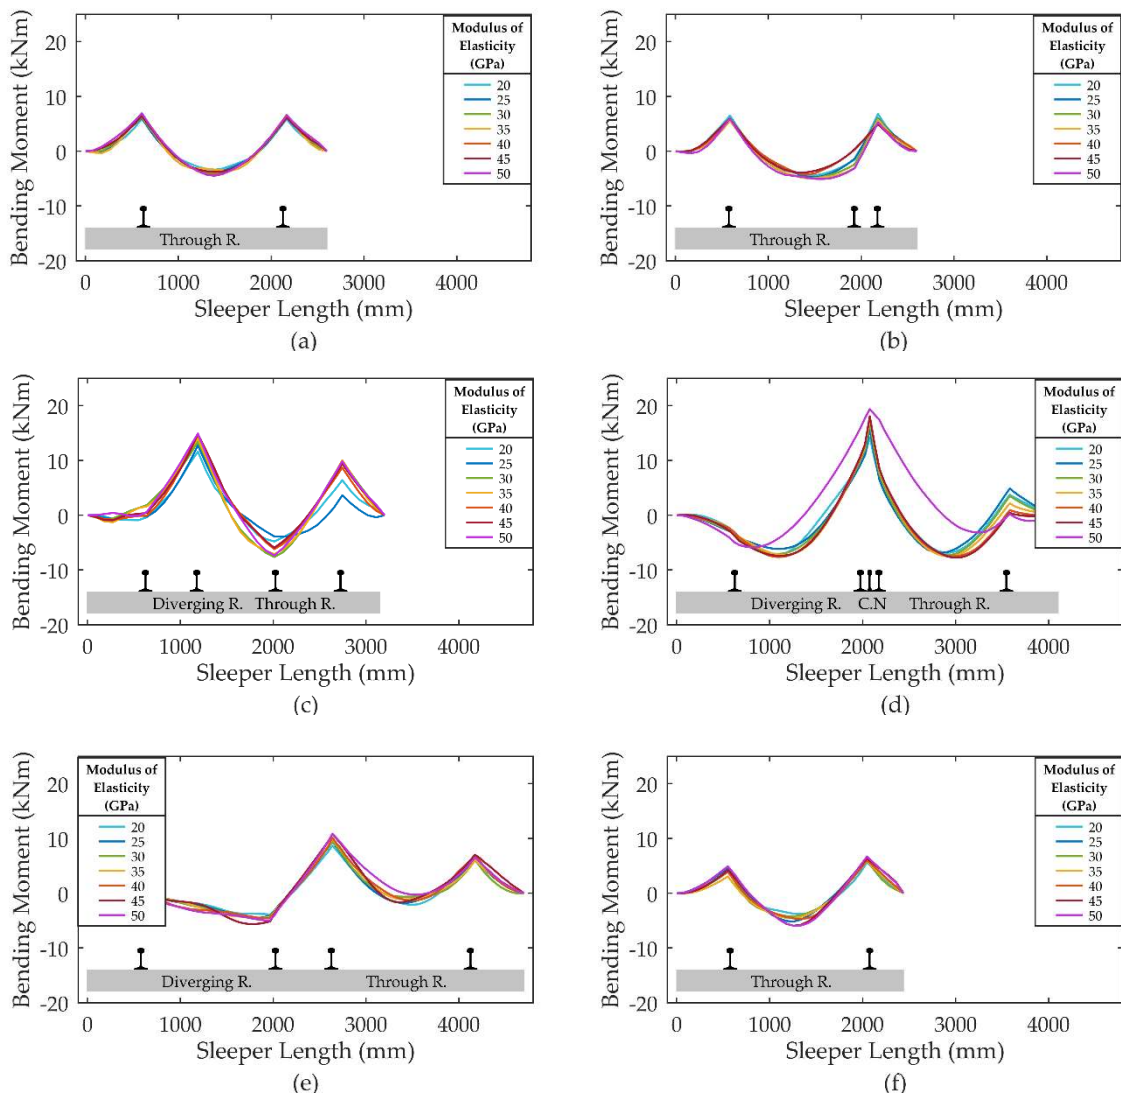 Bending Moment (kNm)
20
10
0
-10
-20
Modulus of
Elasticity
(GPa)
20
25
30
35
40
45
50
Through R.
0 1000 2000 3000 4000
Sleeper Length (mm)
(a)
Bending Moment (kNm)
20
10
0
-10
-20
Modulus of
Elasticity
(GPa)
20
25
30
35
40
45
50
Through R.
0 1000 2000 3000 4000
Sleeper Length (mm)
(b)
Bending Moment (kNm)
20
10
0
-10
-20
Modulus of
Elasticity
(GPa)
20
25
30
35
40
45
50
Diverging R. Through R.
0 1000 2000 3000 4000
Sleeper Length (mm)
(c)
Bending Moment (kNm)
20
10
0
-10
-20
Modulus of
Elasticity
(GPa)
20
25
30
35
40
45
50
Diverging R. C.N Through R.
0 1000 2000 3000 4000
Sleeper Length (mm)
(d)
Bending Moment (kNm)
20
10
0
-10
-20
Modulus of
Elasticity
(GPa)
20
25
30
35
40
45
50
Diverging R. Through R.
0 1000 2000 3000 4000
Sleeper Length (mm)
(e)
Bending Moment (kNm)
20
10
0
-10
-20
Modulus of
Elasticity
(GPa)
20
25
30
35
40
45
50
Through R.
0 1000 2000 3000 4000
Sleeper Length (mm)
(f)